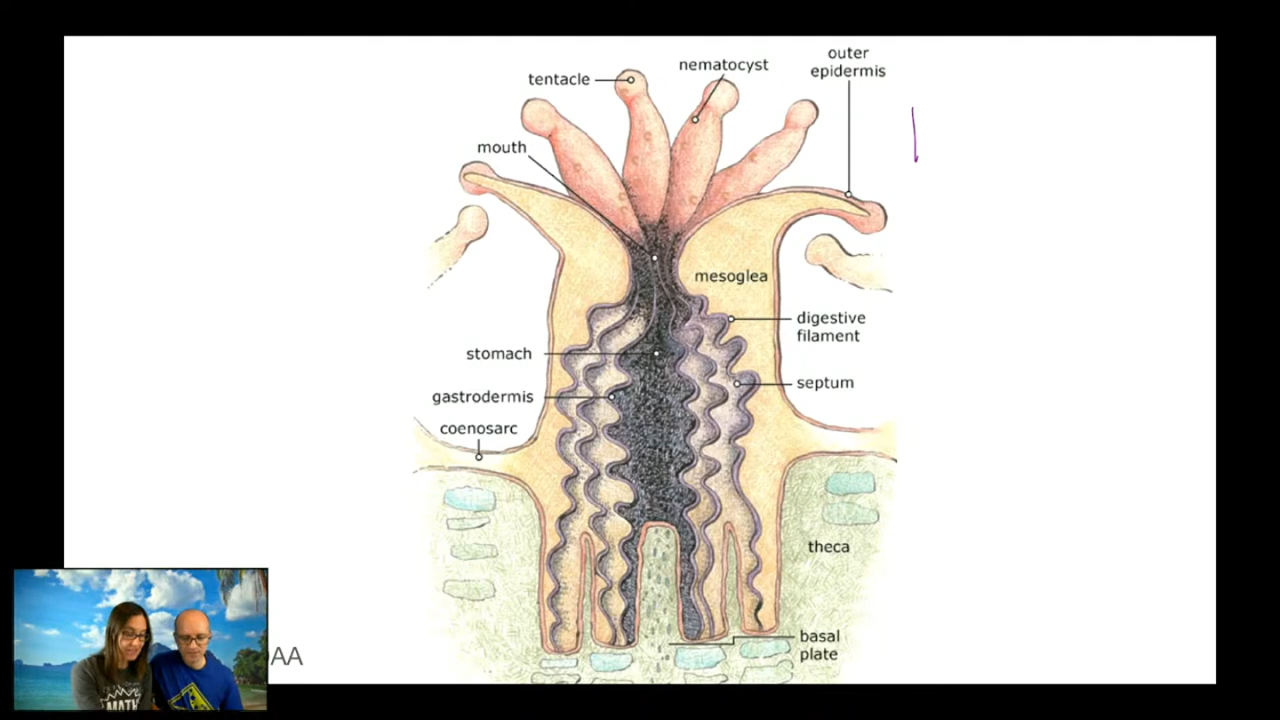 tentacle
nematocyst
outer
epidermis
mouth
mesoglea
digestive
filament
stomach
septum
gastrodermis
coenosarc
theca
basal
plate
AA
MATH